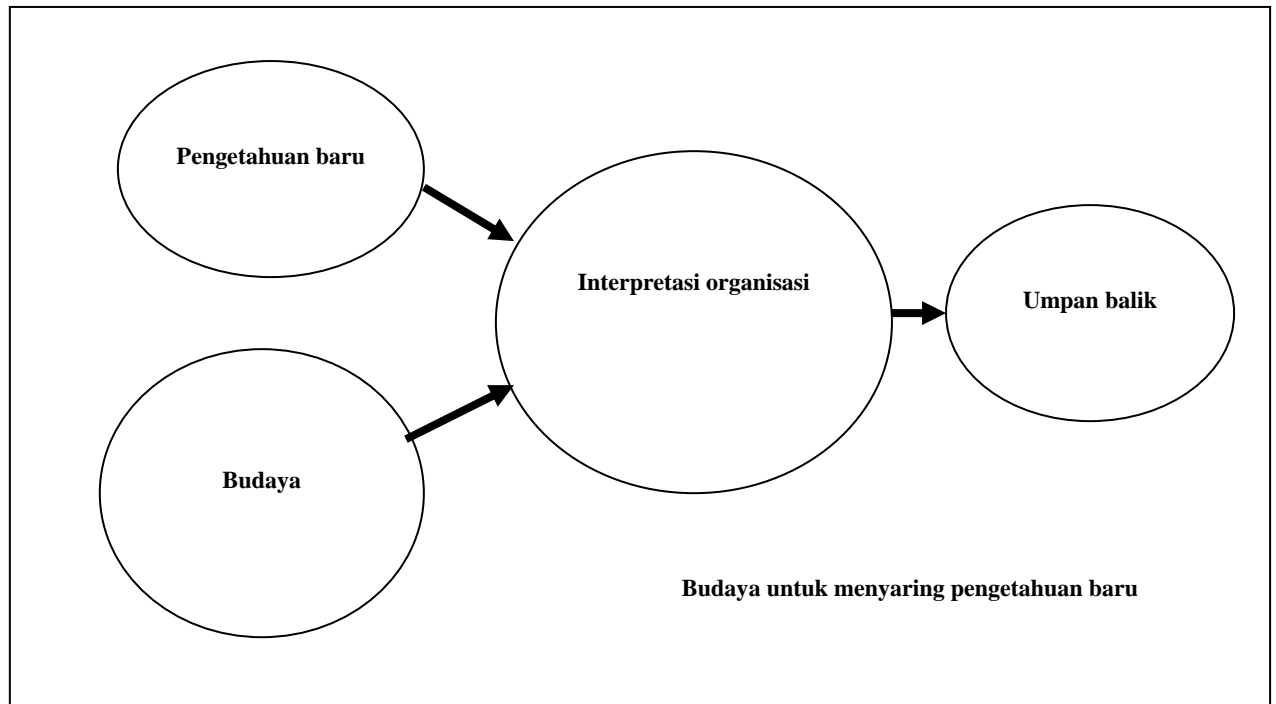 Pengetahuan baru
Interpretasi organisasi
Umpan balik
Budaya
Budaya untuk menyaring pengetahuan baru